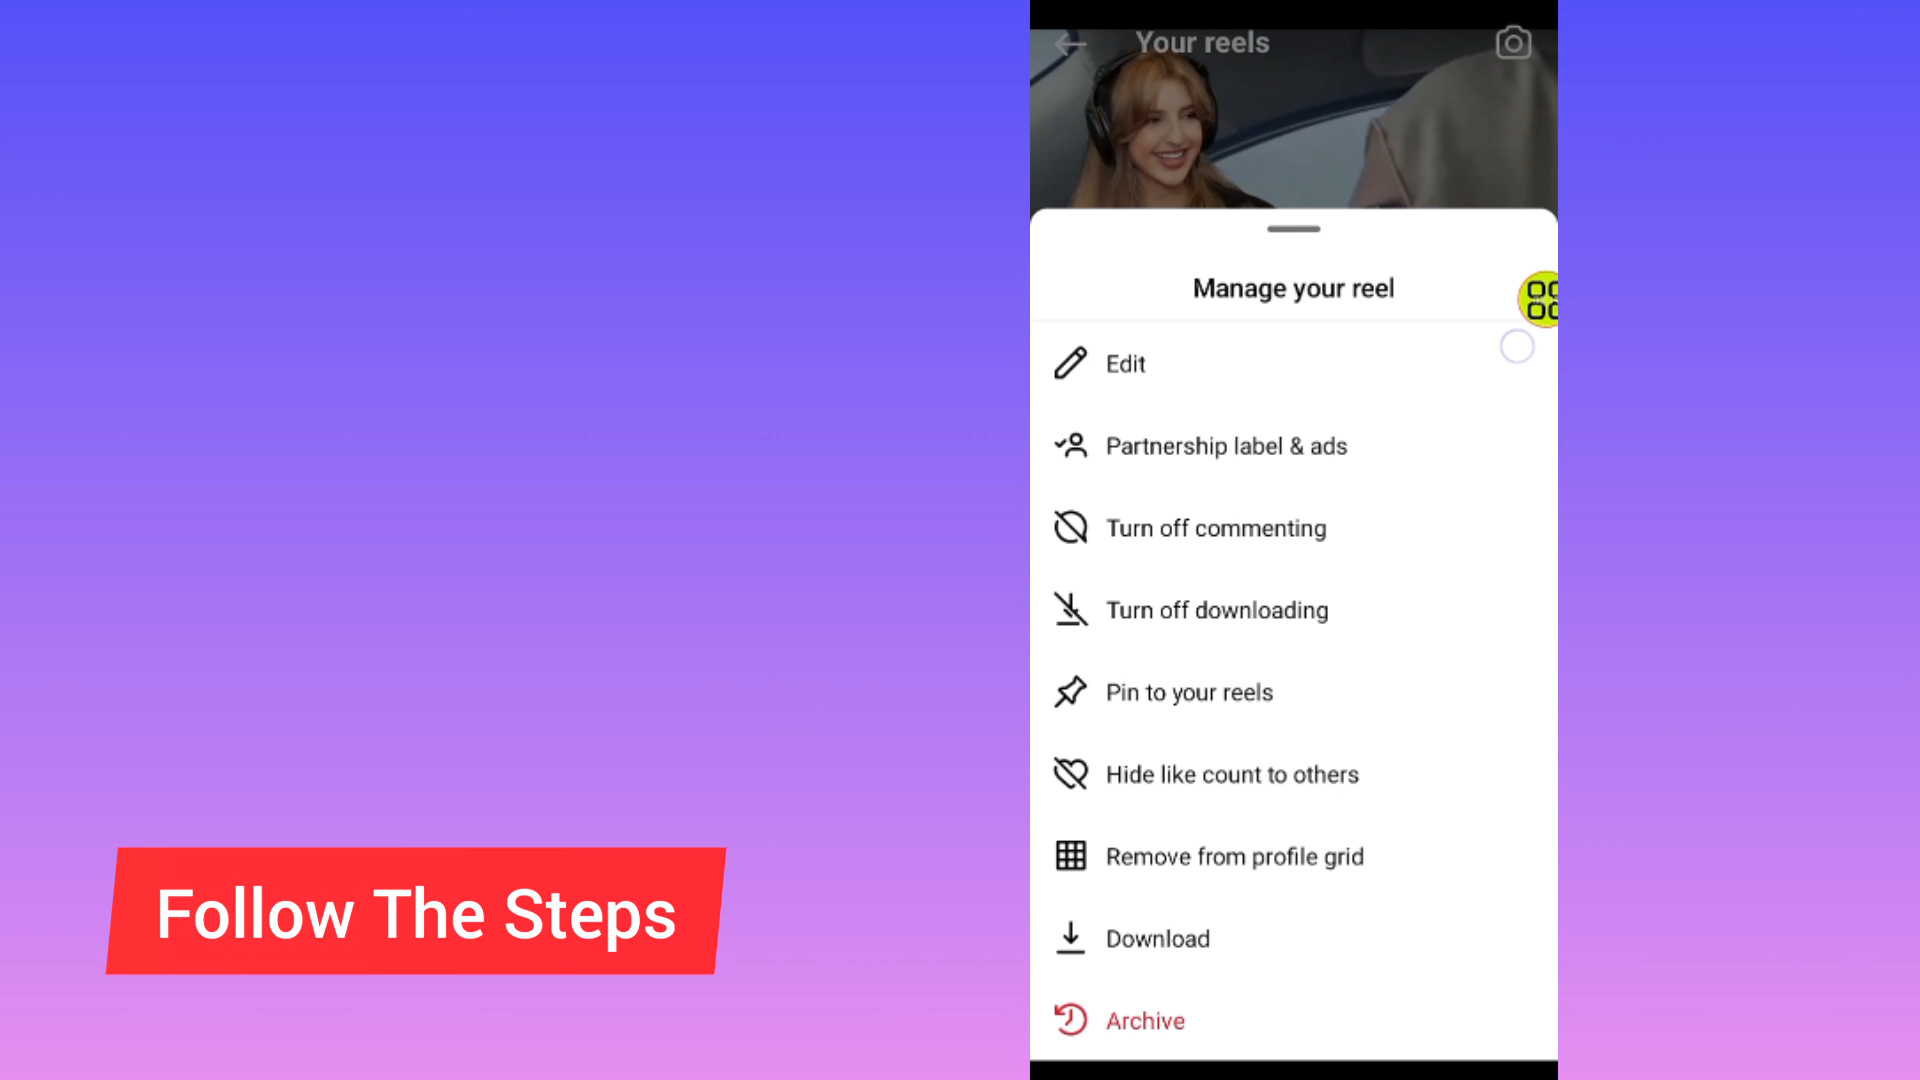 Your reels
Manage your reel
Edit
Partnership label & ads
Turn off commenting
Turn off downloading
Pin to your reels
Hide like count to others
Remove from profile grid
Download
Archive
Follow The Steps